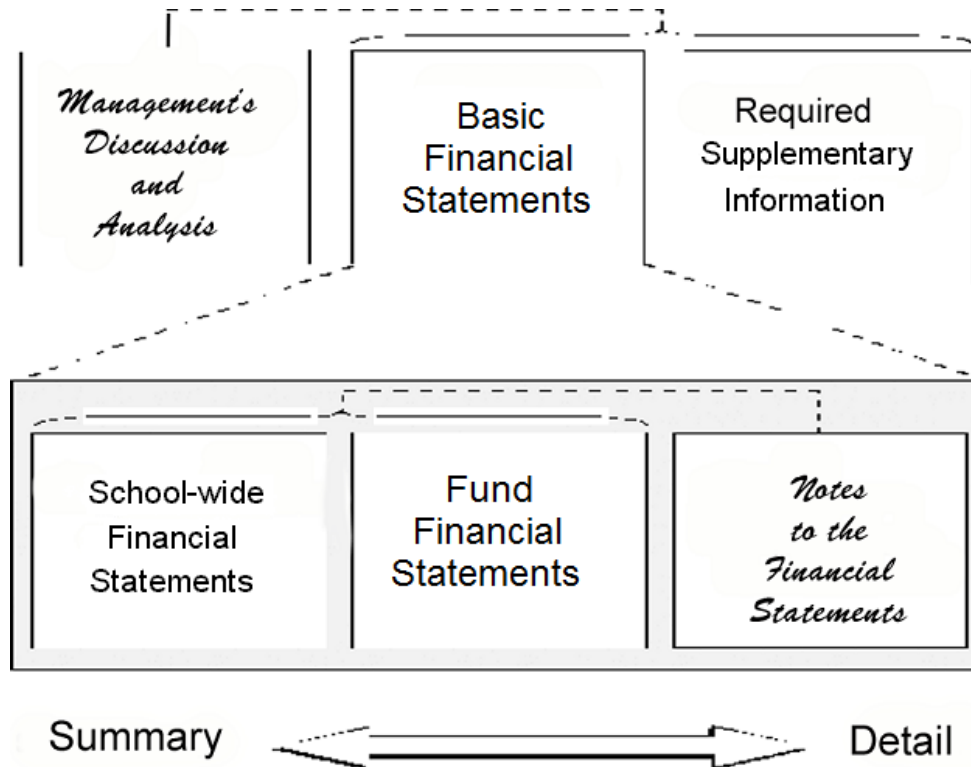 Management's
Discussion
and
Analysis
Basic
Financial
Statements
Required
Supplementary
Information
School-wide
Financial
Statements
Fund
Financial
Statements
Notes
to the
Financial
Statements
Summary
Detail